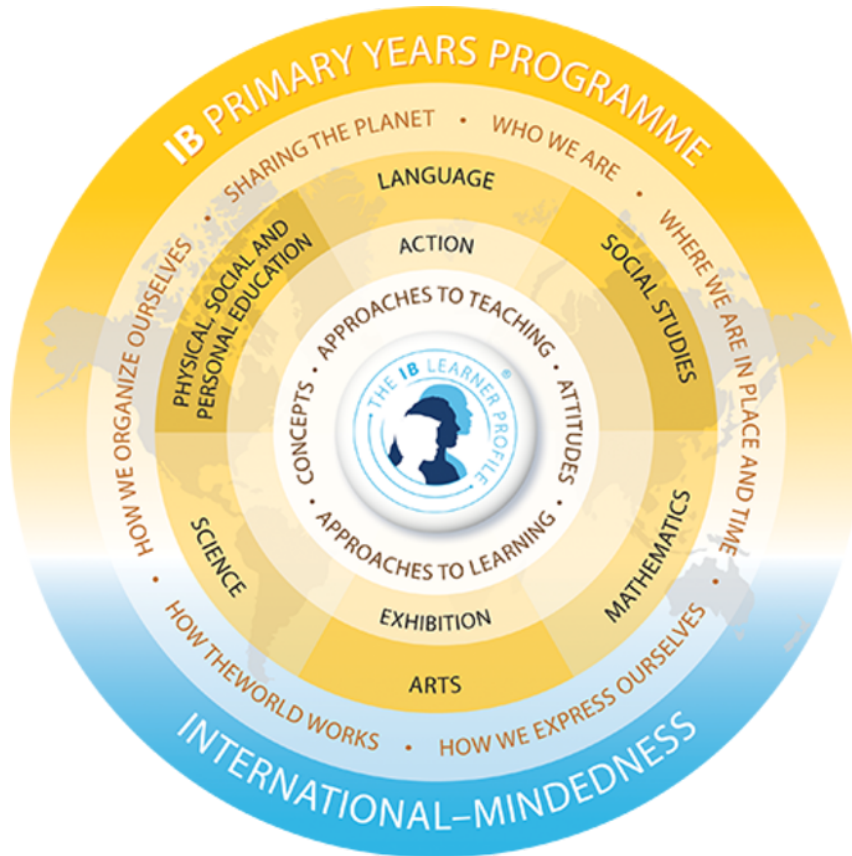 IB PRIMARY YEARS PROGRAMME
SHARING THE PLANET • WHO WE ARE • WHERE WE ARE IN PLACE AND TIME • HOW WE EXPRESS OURSELVES • HOW THEWORLD WORKS • HOW WE ORGANIZE OURSELVES •
LANGUAGE
SOCIAL STUDIES
MATHEMATICS
ARTS
SCIENCE
PHYSICAL, SOCIAL AND
PERSONAL EDUCATION
ACTION
EXHIBITION
APPROACHES TO TEACHING • ATTITUDES • APPROACHES TO LEARNING • CONCEPTS •
• THE IB LEARNER PROFILE • ®
INTERNATIONAL–MINDEDNESS